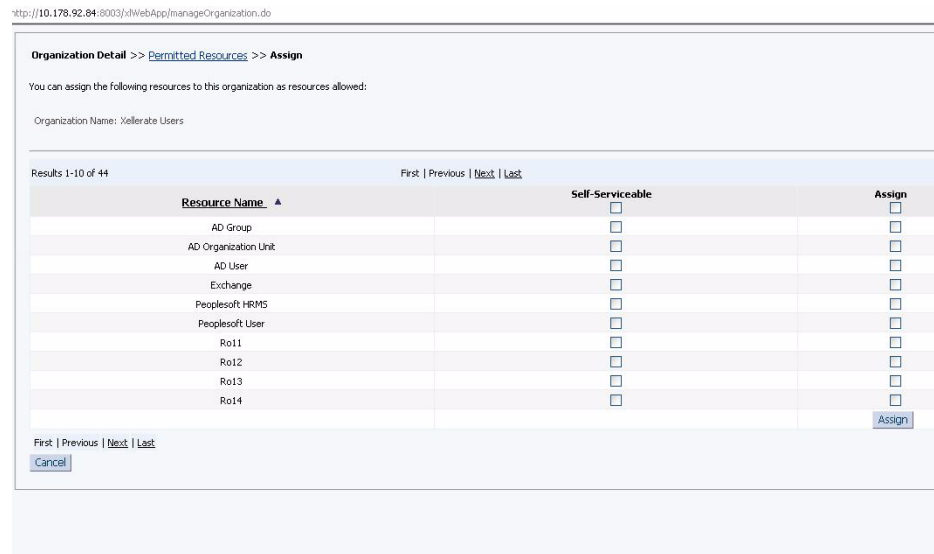 http://10.178.92.84:8003/xlWebApp/manageOrganization.do
Organization Detail >> Permitted Resources >> Assign
You can assign the following resources to this organization as resources allowed:
Organization Name: Xellerate Users
Results 1-10 of 44 First | Previous | Next | Last
Resource Name ▲ Self-Serviceable Assign
AD Group
AD Organization Unit
AD User
Exchange
Peoplesoft HRMS
Peoplesoft User
Ro11
Ro12
Ro13
Ro14
Assign
First | Previous | Next | Last
Cancel